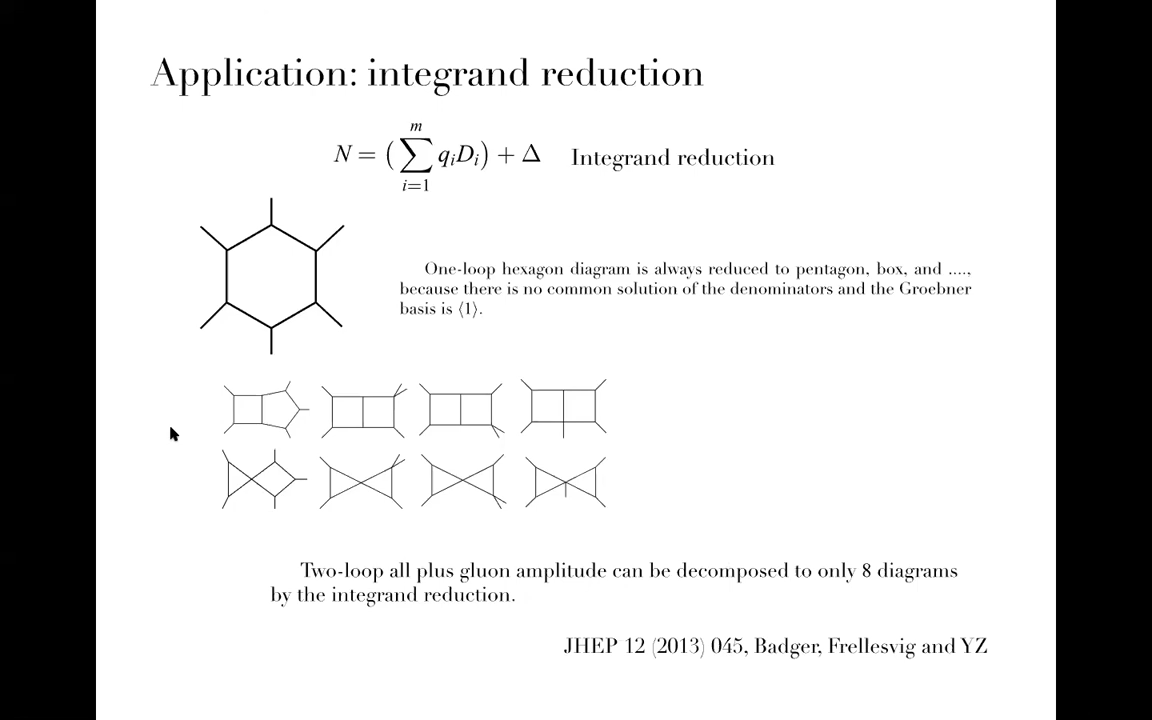 Application: integrand reduction
N = (∑_{i=1}^{m} q_i D_i) + Δ Integrand reduction
One-loop hexagon diagram is always reduced to pentagon, box, and ....,
because there is no common solution of the denominators and the Groebner
basis is ⟨1⟩.
Two-loop all plus gluon amplitude can be decomposed to only 8 diagrams
by the integrand reduction.
JHEP 12 (2013) 045, Badger, Frellesvig and YZ